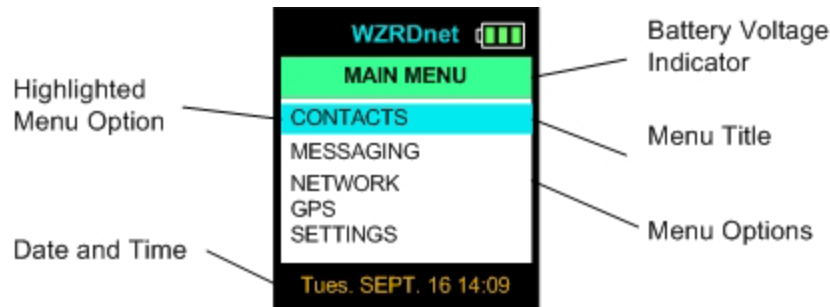 WZRDnet
Battery Voltage
Indicator
MAIN MENU
Highlighted
Menu Option
CONTACTS
Menu Title
MESSAGING
NETWORK
GPS
SETTINGS
Menu Options
Date and Time
Tues. SEPT. 16 14:09